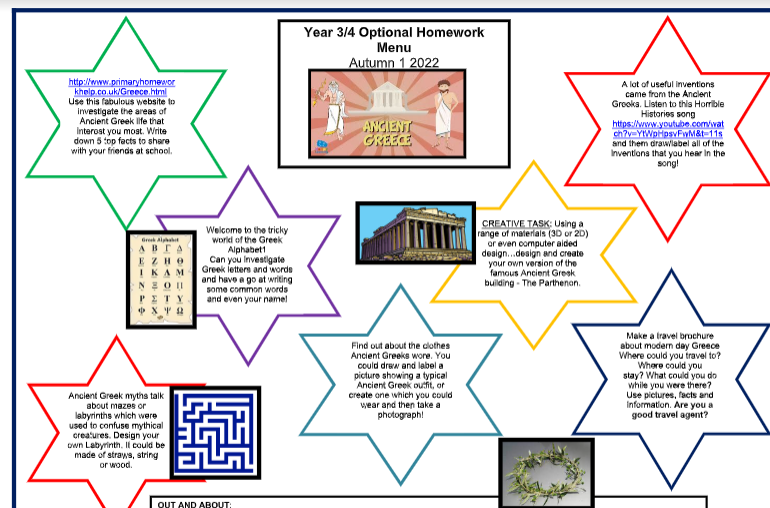 Year 3/4 Optional Homework
Menu
Autumn 1 2022
ANCIENT
GREECE
http://www.primaryhomewor
khelp.co.uk/Greece.html
Use this fabulous website to
investigate the areas of
Ancient Greek life that
interest you most. Write
down 5 top facts to share
with your friends at school.
A lot of useful inventions
came from the Ancient
Greeks. Listen to this Horrible
Histories song
https://www.youtube.com/wat
ch?v=YtWpHpsvFwM&t=11s
and them draw/label all of the
inventions that you hear in the
song!
Welcome to the tricky
world of the Greek
Alphabet1
Can you investigate
Greek letters and words
and have a go at writing
some common words
and even your name!
Greek Alphabet
Α Β Γ Δ
Ε Ζ Η Θ
Ι Κ Λ Μ
Ν Ξ Ο Π
Ρ Σ Τ Υ
Φ Χ Ψ Ω
CREATIVE TASK: Using a
range of materials (3D or 2D)
or even computer aided
design…design and create
your own version of the
famous Ancient Greek
building - The Parthenon.
Find out about the clothes
Ancient Greeks wore. You
could draw and label a
picture showing a typical
Ancient Greek outfit, or
create one which you could
wear and then take a
photograph!
Make a travel brochure
about modern day Greece
Where could you travel to?
Where could you
stay? What could you do
while you were there?
Use pictures, facts and
information. Are you a
good travel agent?
Ancient Greek myths talk
about mazes or
labyrinths which were
used to confuse mythical
creatures. Design your
own Labyrinth. It could be
made of straws, string
or wood.
OUT AND ABOUT: